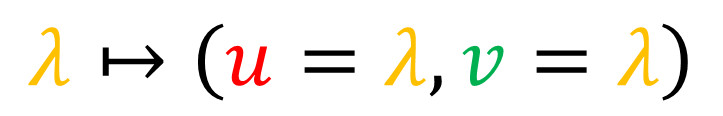 λ ↦ (u = λ, v = λ)